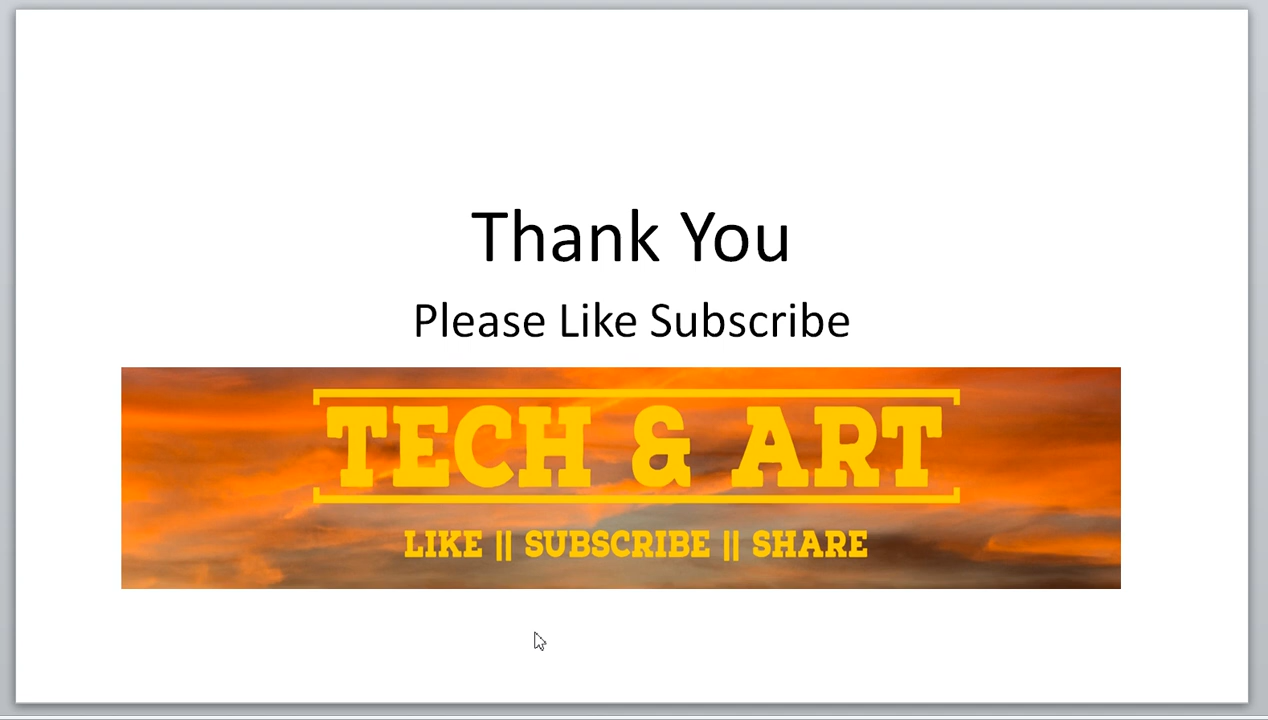 Thank You
Please Like Subscribe
TECH & ART
LIKE || SUBSCRIBE || SHARE